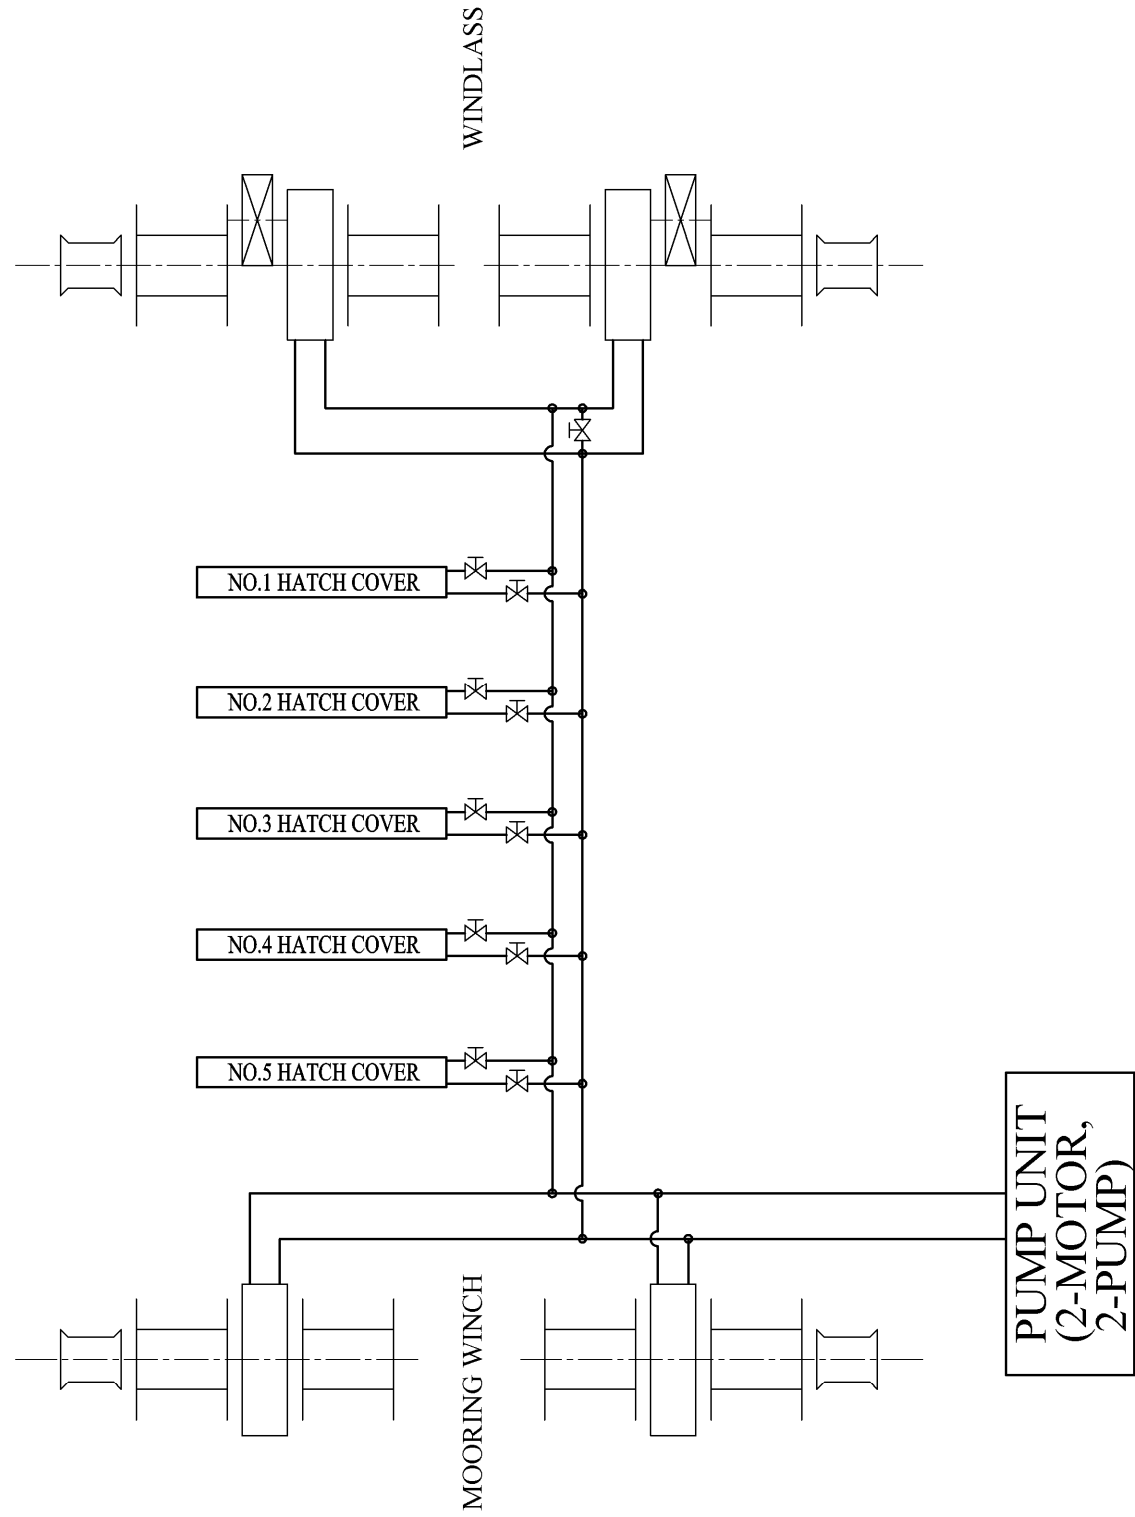 WINDLASS
NO.1 HATCH COVER
NO.2 HATCH COVER
NO.3 HATCH COVER
NO.4 HATCH COVER
NO.5 HATCH COVER
MOORING WINCH
PUMP UNIT
(2-MOTOR,
2-PUMP)